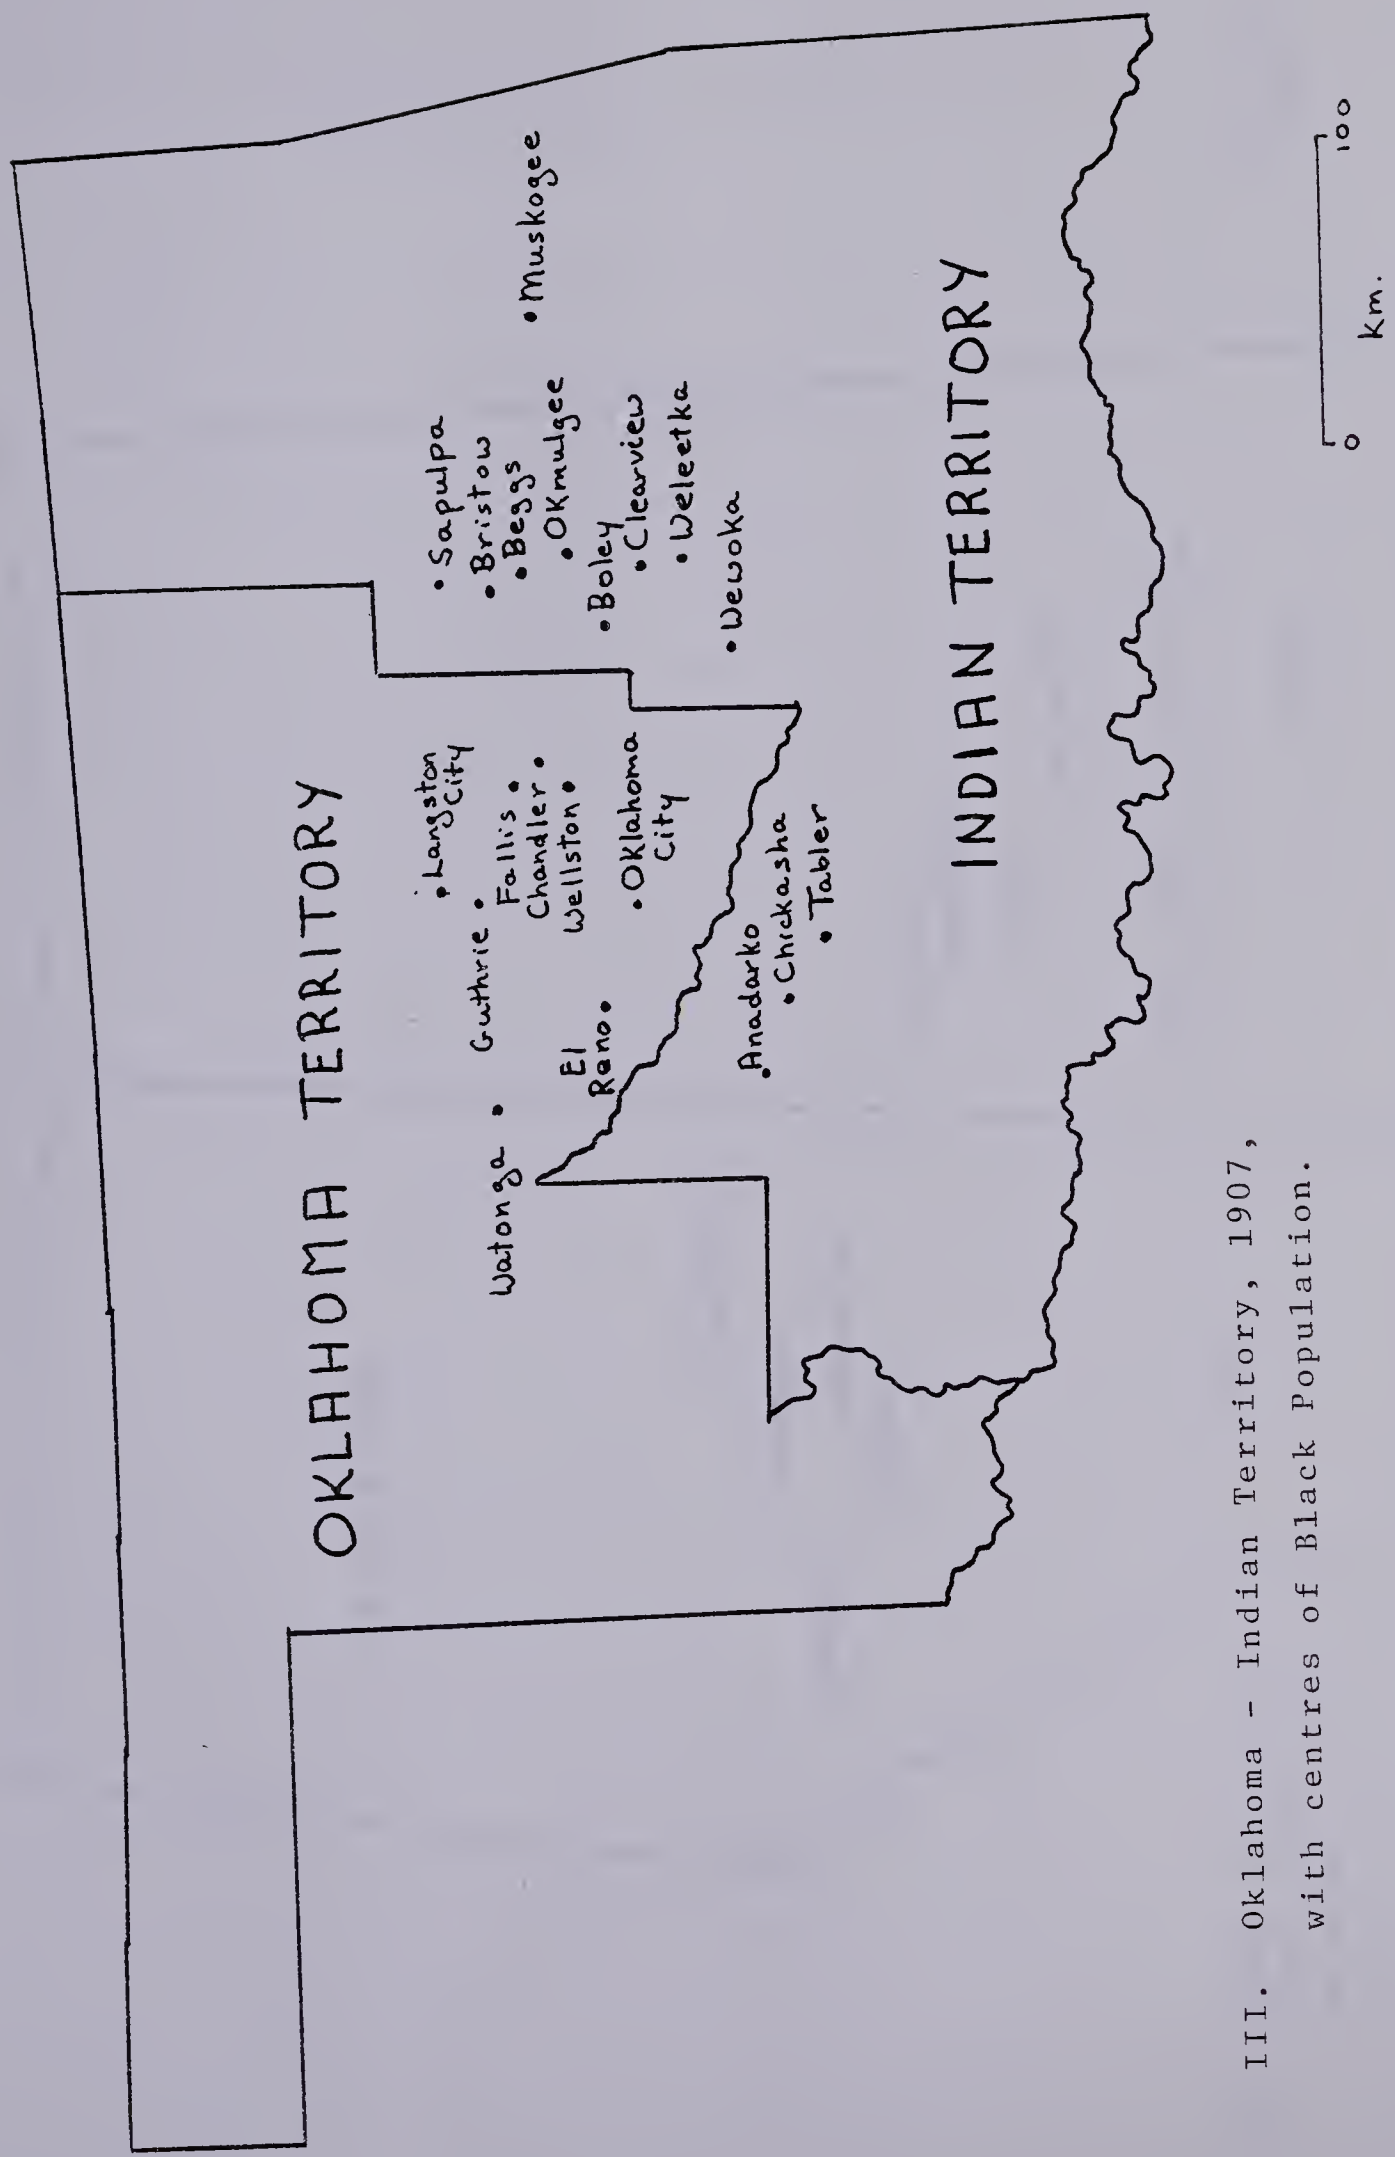 OKLAHOMA TERRITORY
Langston
City
Guthrie
Fallis
Chandler
Wellston
Watonga
El
Reno
Oklahoma
City
Sapulpa
Bristow
Beggs
Okmulgee
Muskogee
Boley
Clearview
Weleetka
Wewoka
Anadarko
Chickasha
Tabler
INDIAN TERRITORY
0 100
Km.
III. Oklahoma - Indian Territory, 1907,
with centres of Black Population.